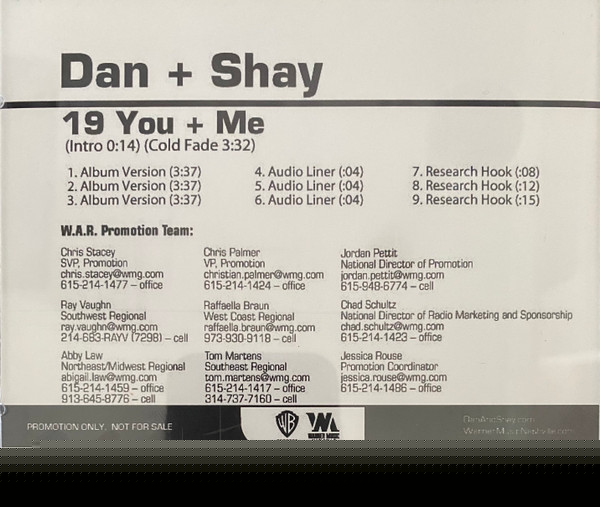 Dan + Shay
19 You + Me
(Intro 0:14) (Cold Fade 3:32)
1. Album Version (3:37)
2. Album Version (3:37)
3. Album Version (3:37)
4. Audio Liner (:04)
5. Audio Liner (:04)
6. Audio Liner (:04)
7. Research Hook (:08)
8. Research Hook (:12)
9. Research Hook (:15)
W.A.R. Promotion Team:
Chris Stacey
SVP, Promotion
chris.stacey@wmg.com
615-214-1477 – office
Chris Palmer
VP, Promotion
christian.palmer@wmg.com
615-214-1424 – office
Jordan Pettit
National Director of Promotion
jordan.pettit@wmg.com
615-948-6774 – cell
Ray Vaughn
Southwest Regional
ray.vaughn@wmg.com
214-683-RAYV (7298) – cell
Raffaella Braun
West Coast Regional
raffaella.braun@wmg.com
973-930-9118 – cell
Chad Schultz
National Director of Radio Marketing and Sponsorship
chad.schultz@wmg.com
615-214-1423 – office
Abby Law
Northeast/Midwest Regional
abigail.law@wmg.com
615-214-1459 – office
913-645-8776 – cell
Tom Martens
Southeast Regional
tom.martens@wmg.com
615-214-1417 – office
314-737-7160 – cell
Jessica Rouse
Promotion Coordinator
jessica.rouse@wmg.com
615-214-1486 – office
PROMOTION ONLY. NOT FOR SALE
WB
WM
WARNER MUSIC
DanAndShay.com